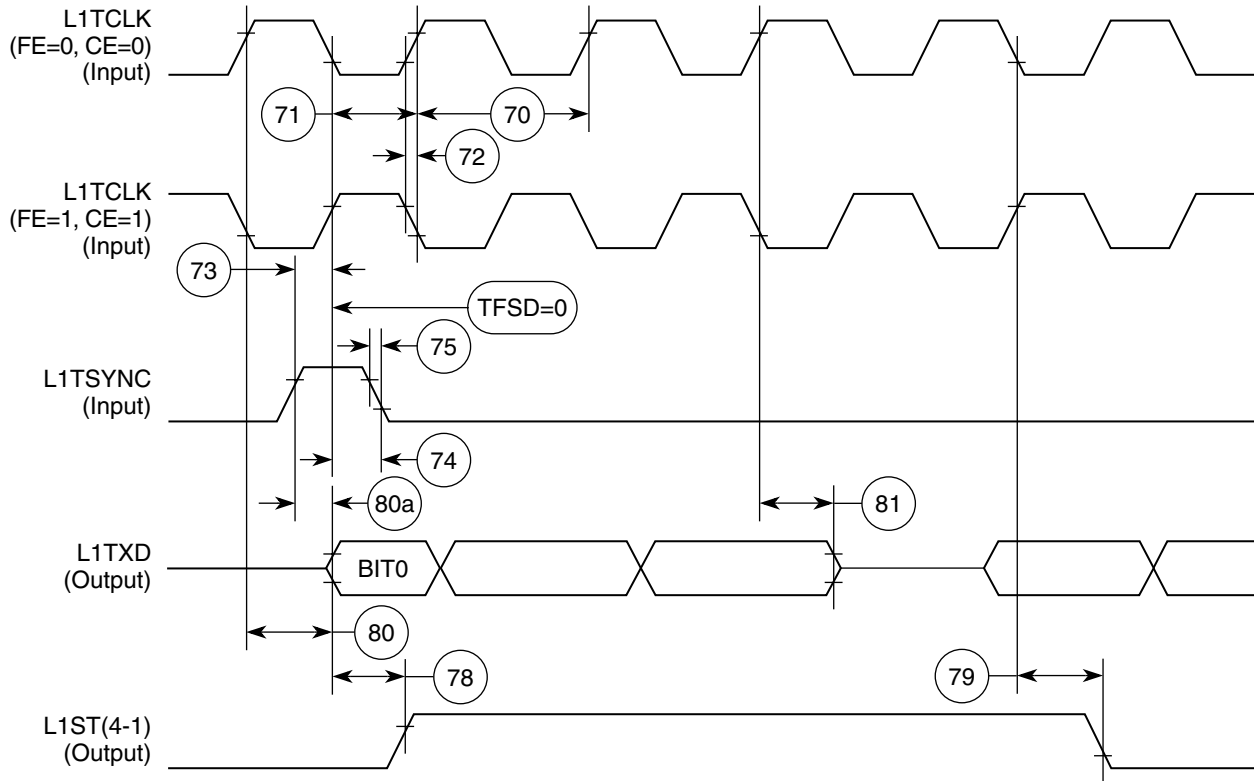 L1TCLK
(FE=0, CE=0)
(Input)
71
70
72
L1TCLK
(FE=1, CE=1)
(Input)
73
TFSD=0
75
L1TSYNC
(Input)
74
80a
81
L1TXD
(Output)
BIT0
80
78
79
L1ST(4-1)
(Output)